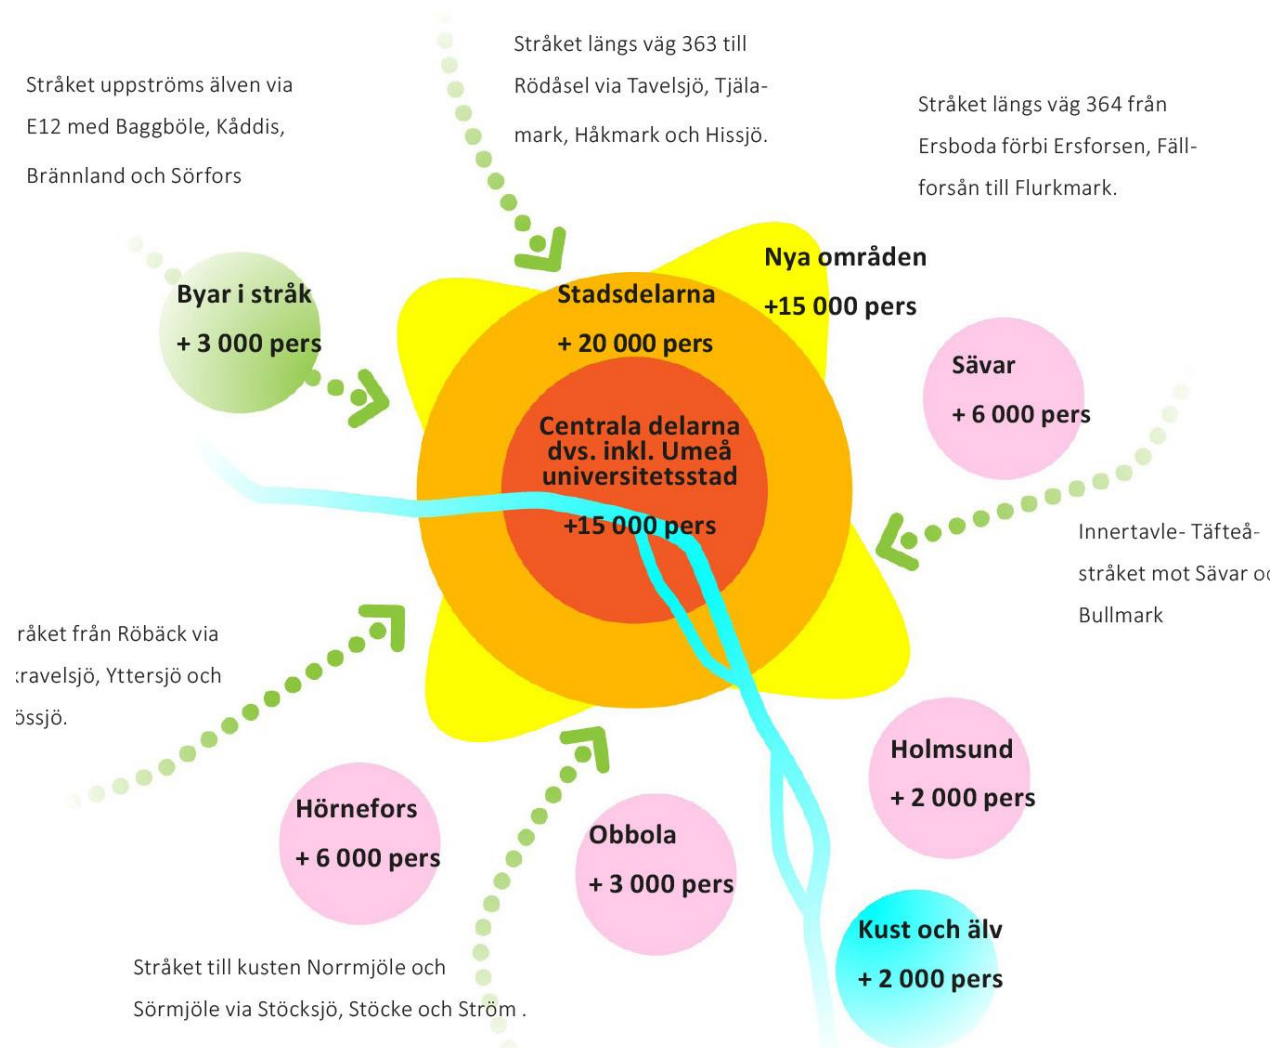 Stråket längs väg 363 till
Rödåsel via Tavelsjö, Tjäla-
mark, Håkmark och Hissjö.
Stråket uppströms älven via
E12 med Baggböle, Kåddis,
Brännland och Sörfors
Stråket längs väg 364 från
Ersboda förbi Ersforsen, Fäll-
forsån till Flurkmark.
Nya områden
+15 000 pers
Byar i stråk
+ 3 000 pers
Stadsdelarna
+ 20 000 pers
Sävar
+ 6 000 pers
Centrala delarna
dvs. inkl. Umeå
universitetsstad
+15 000 pers
Innertavle- Täfteå-
stråket mot Sävar
Bullmark
råket från Röbäck via
ravelsjö, Yttersjö och
össjö.
Holmsund
+ 2 000 pers
Hörnefors
+ 6 000 pers
Obbola
+ 3 000 pers
Kust och älv
+ 2 000 pers
Stråket till kusten Norrmjöle och
Sörmjöle via Stöcksjö, Stöcke och Ström .